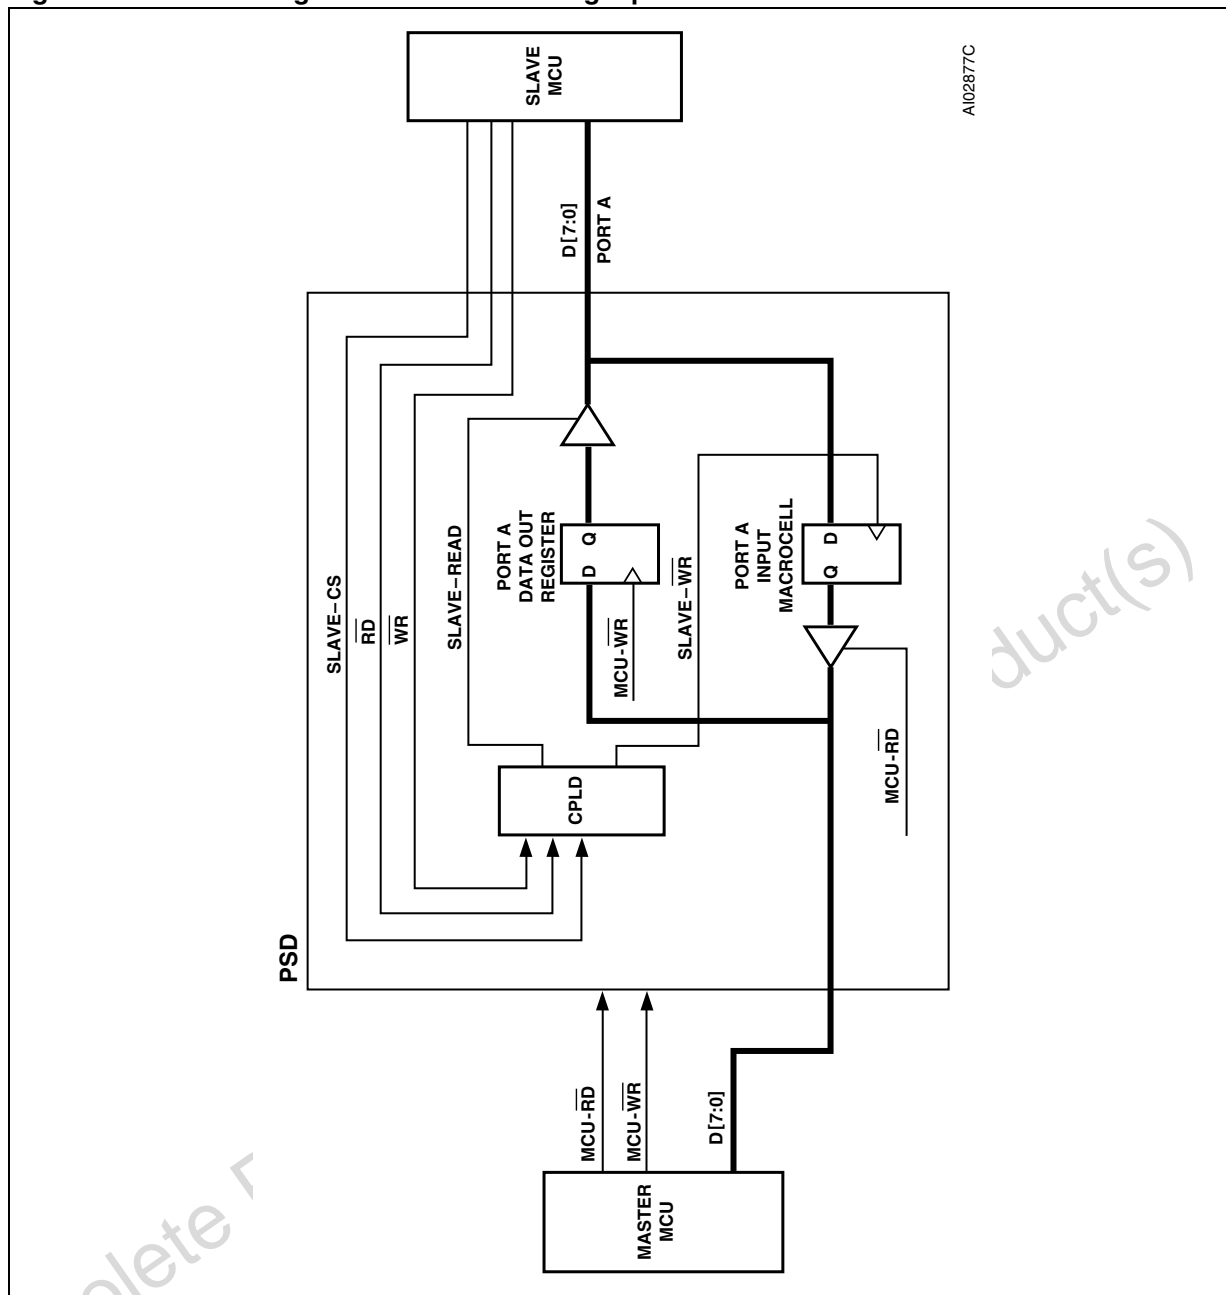 SLAVE
MCU
AI02877C
D[7:0]
PORT A
SLAVE–CS
RD
WR
SLAVE–READ
PORT A
DATA OUT
REGISTER
D Q
MCU-WR
SLAVE–WR
PORT A
INPUT
MACROCELL
Q D
MCU-RD
CPLD
PSD
MCU-RD
MCU-WR
D[7:0]
MASTER
MCU
duct(s)